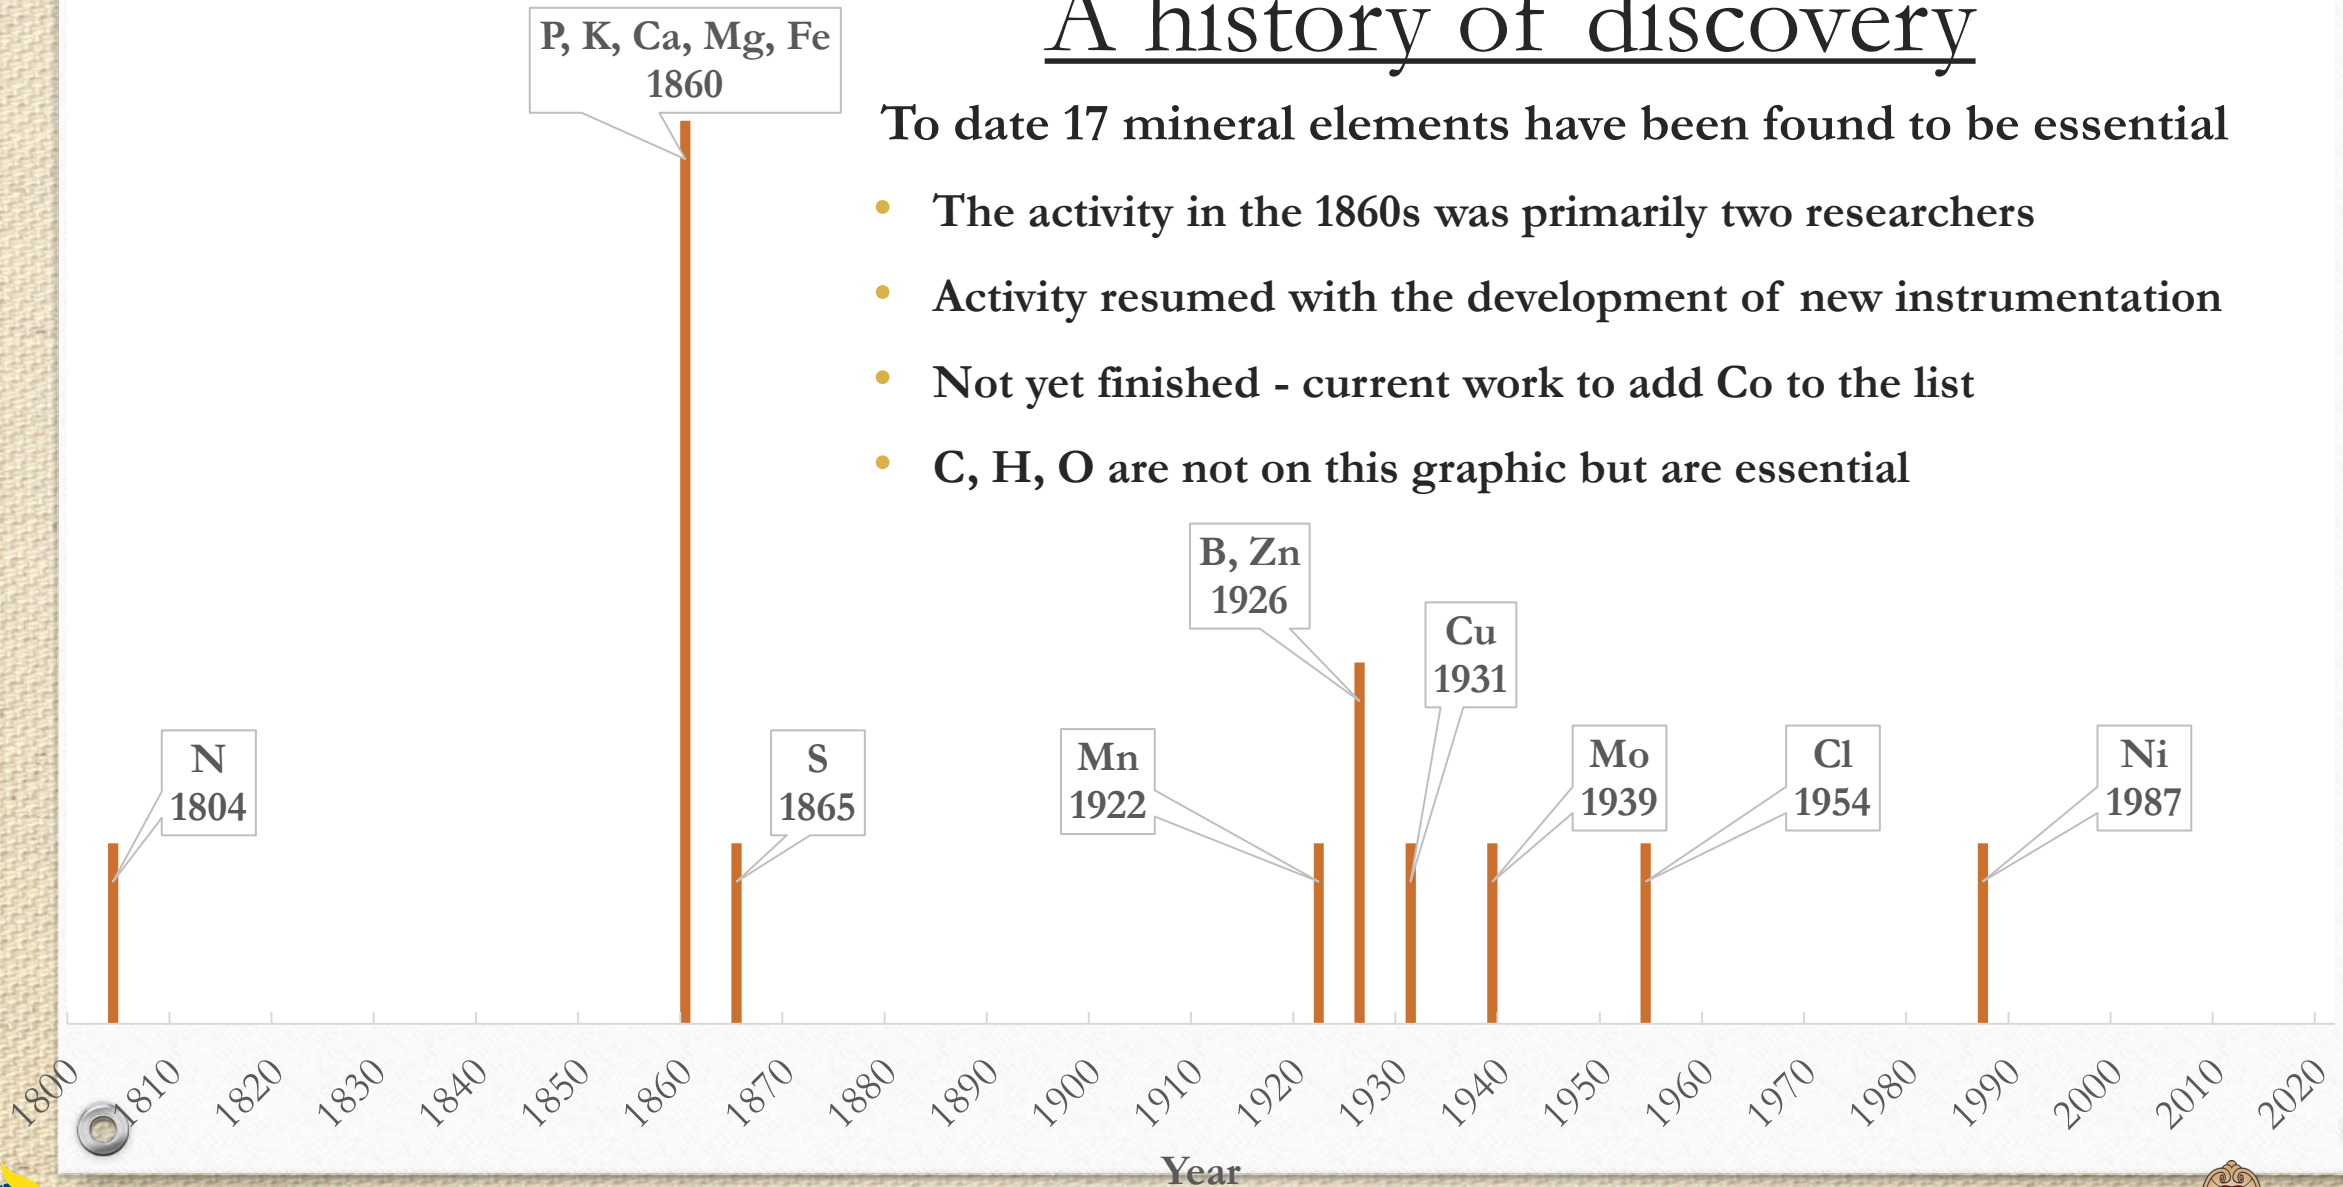 A history of discovery
To date 17 mineral elements have been found to be essential
• The activity in the 1860s was primarily two researchers
• Activity resumed with the development of new instrumentation
• Not yet finished - current work to add Co to the list
• C, H, O are not on this graphic but are essential
P, K, Ca, Mg, Fe
1860
B, Zn
1926
Cu
1931
N
1804
S
1865
Mn
1922
Mo
1939
Cl
1954
Ni
1987
1800 1810 1820 1830 1840 1850 1860 1870 1880 1890 1900 1910 1920 1930 1940 1950 1960 1970 1980 1990 2000 2010 2020
Year